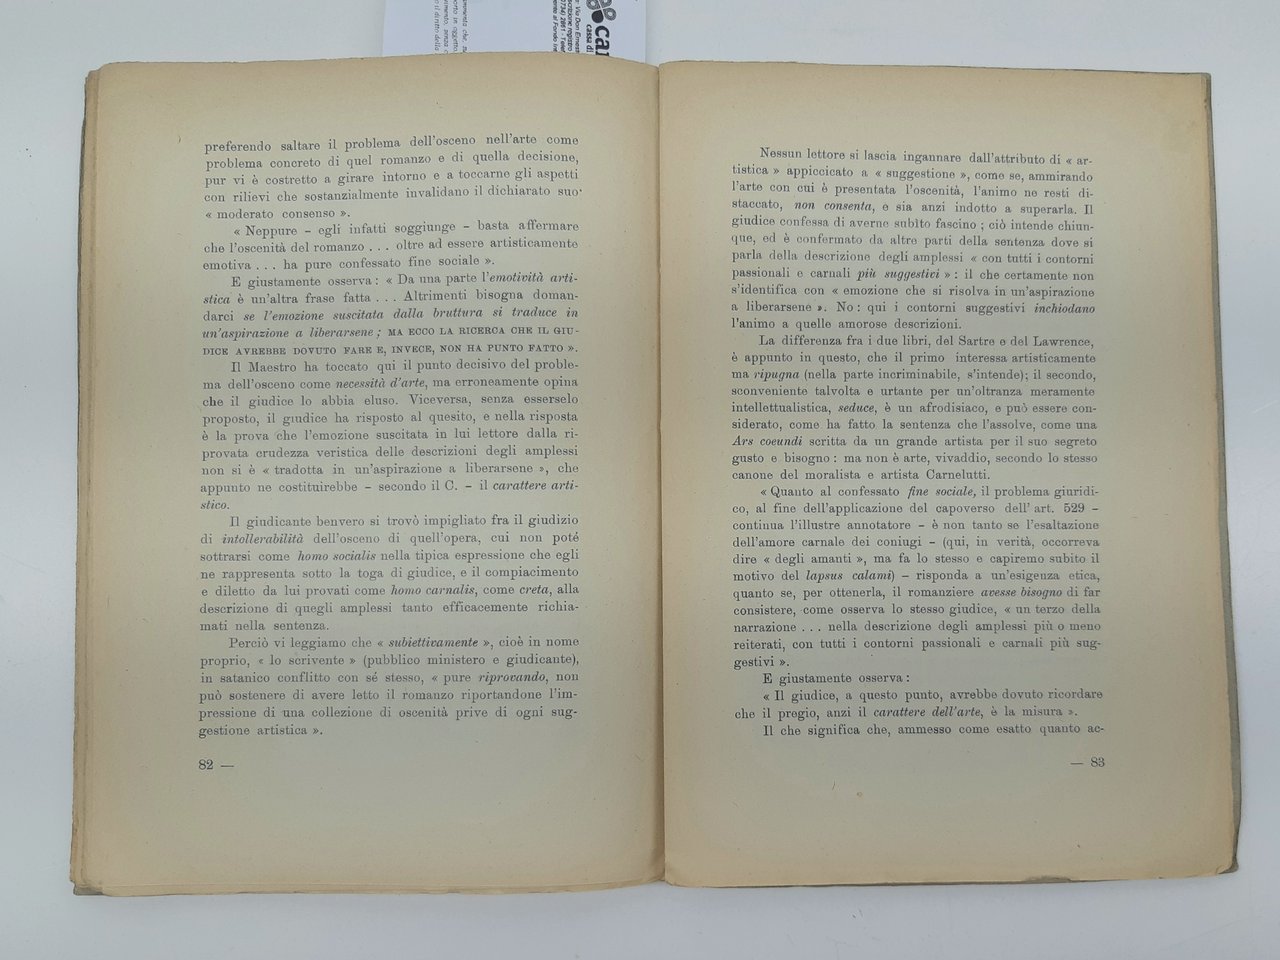 preferendo saltare il problema dell'osceno nell'arte come
problema concreto di quel romanzo e di quella decisione,
pur vi è costretto a girare intorno e a toccarne gli aspetti
con rilievi che sostanzialmente invalidano il dichiarato suo
« moderato consenso ».
« Neppure – egli infatti soggiunge – basta affermare
che l'oscenità del romanzo . . . oltre ad essere artisticamente
emotiva . . . ha pure confessato fine sociale ».
E giustamente osserva : « Da una parte l'emotività arti-
stica è un'altra frase fatta . . . Altrimenti bisogna doman-
darci se l'emozione suscitata dalla bruttura si traduce in
un'aspirazione a liberarsene ; MA ECCO LA RICERCA CHE IL GIU-
DICE AVREBBE DOVUTO FARE E, INVECE, NON HA PUNTO FATTO ».
Il Maestro ha toccato qui il punto decisivo del proble-
ma dell'osceno come necessità d'arte, ma erroneamente opina
che il giudice lo abbia eluso. Viceversa, senza esserselo
proposto, il giudice ha risposto al quesito, e nella risposta
è la prova che l'emozione suscitata in lui lettore dalla ri-
provata crudezza veristica delle descrizioni degli amplessi
non si è « tradotta in un'aspirazione a liberarsene », che
appunto ne costituirebbe – secondo il C. – il carattere arti-
stico.
Il giudicante benvero si trovò impigliato fra il giudizio
di intollerabilità dell'osceno di quell'opera, cui non poté
sottrarsi come homo socialis nella tipica espressione che egli
ne rappresenta sotto la toga di giudice, e il compiacimento
e diletto da lui provati come homo carnalis, come creta, alla
descrizione di quegli amplessi tanto efficacemente richia-
mati nella sentenza.
Perciò vi leggiamo che « subiettivamente », cioè in nome
proprio, « lo scrivente » (pubblico ministero e giudicante),
in satanico conflitto con sé stesso, « pure riprovando, non
può sostenere di avere letto il romanzo riportandone l'im-
pressione di una collezione di oscenità prive di ogni sug-
gestione artistica ».
82 —
Nessun lettore si lascia ingannare dall'attributo di « ar-
tistica » appiccicato a « suggestione », come se, ammirando
l'arte con cui è presentata l'oscenità, l'animo ne resti di-
staccato, non consenta, e sia anzi indotto a superarla. Il
giudice confessa di averne subìto fascino ; ciò intende chiun-
que, ed è confermato da altre parti della sentenza dove si
parla della descrizione degli amplessi « con tutti i contorni
passionali e carnali più suggestivi » : il che certamente non
s'identifica con « emozione che si risolva in un'aspirazione
a liberarsene ». No : qui i contorni suggestivi inchiodano
l'animo a quelle amorose descrizioni.
La differenza fra i due libri, del Sartre e del Lawrence,
è appunto in questo, che il primo interessa artisticamente
ma ripugna (nella parte incriminabile, s'intende); il secondo,
sconveniente talvolta e urtante per un'oltranza meramente
intellettualistica, seduce, è un afrodisiaco, e può essere con-
siderato, come ha fatto la sentenza che l'assolve, come una
Ars coeundi scritta da un grande artista per il suo segreto
gusto e bisogno : ma non è arte, vivaddio, secondo lo stesso
canone del moralista e artista Carnelutti.
« Quanto al confessato fine sociale, il problema giuridi-
co, al fine dell'applicazione del capoverso dell' art. 529 –
continua l'illustre annotatore – è non tanto se l'esaltazione
dell'amore carnale dei coniugi – (qui, in verità, occorreva
dire « degli amanti », ma fa lo stesso e capiremo subito il
motivo del lapsus calami) – risponda a un'esigenza etica,
quanto se, per ottenerla, il romanziere avesse bisogno di far
consistere, come osserva lo stesso giudice, « un terzo della
narrazione . . . nella descrizione degli amplessi più o meno
reiterati, con tutti i contorni passionali e carnali più sug-
gestivi ».
E giustamente osserva :
« Il giudice, a questo punto, avrebbe dovuto ricordare
che il pregio, anzi il carattere dell'arte, è la misura ».
Il che significa che, ammesso come esatto quanto ac-
— 83